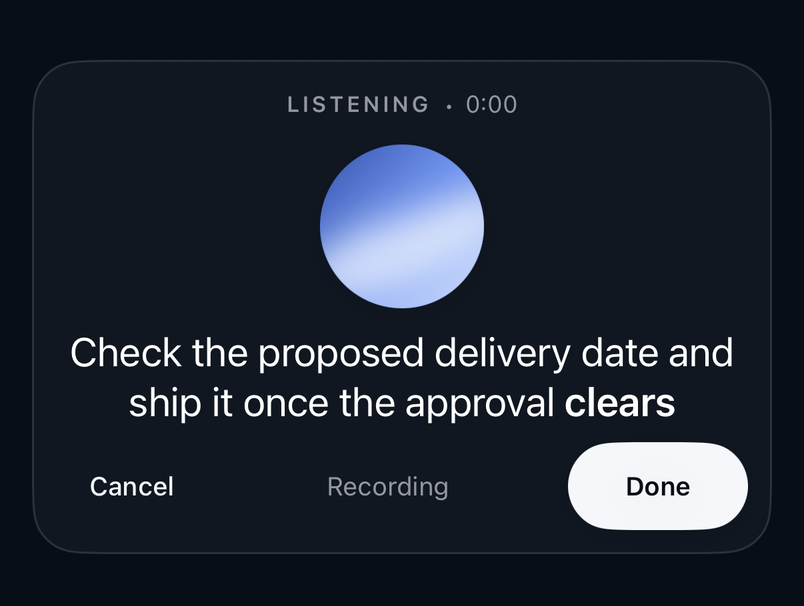 LISTENING • 0:00
Check the proposed delivery date and
ship it once the approval clears
Cancel
Recording
Done